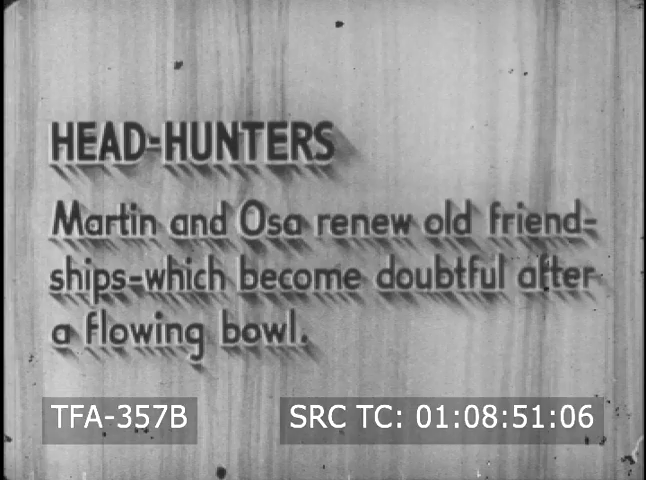 HEAD-HUNTERS
Martin and Osa renew old friend-
ships-which become doubtful after
a flowing bowl.
TFA-357B
SRC TC: 01:08:51:06